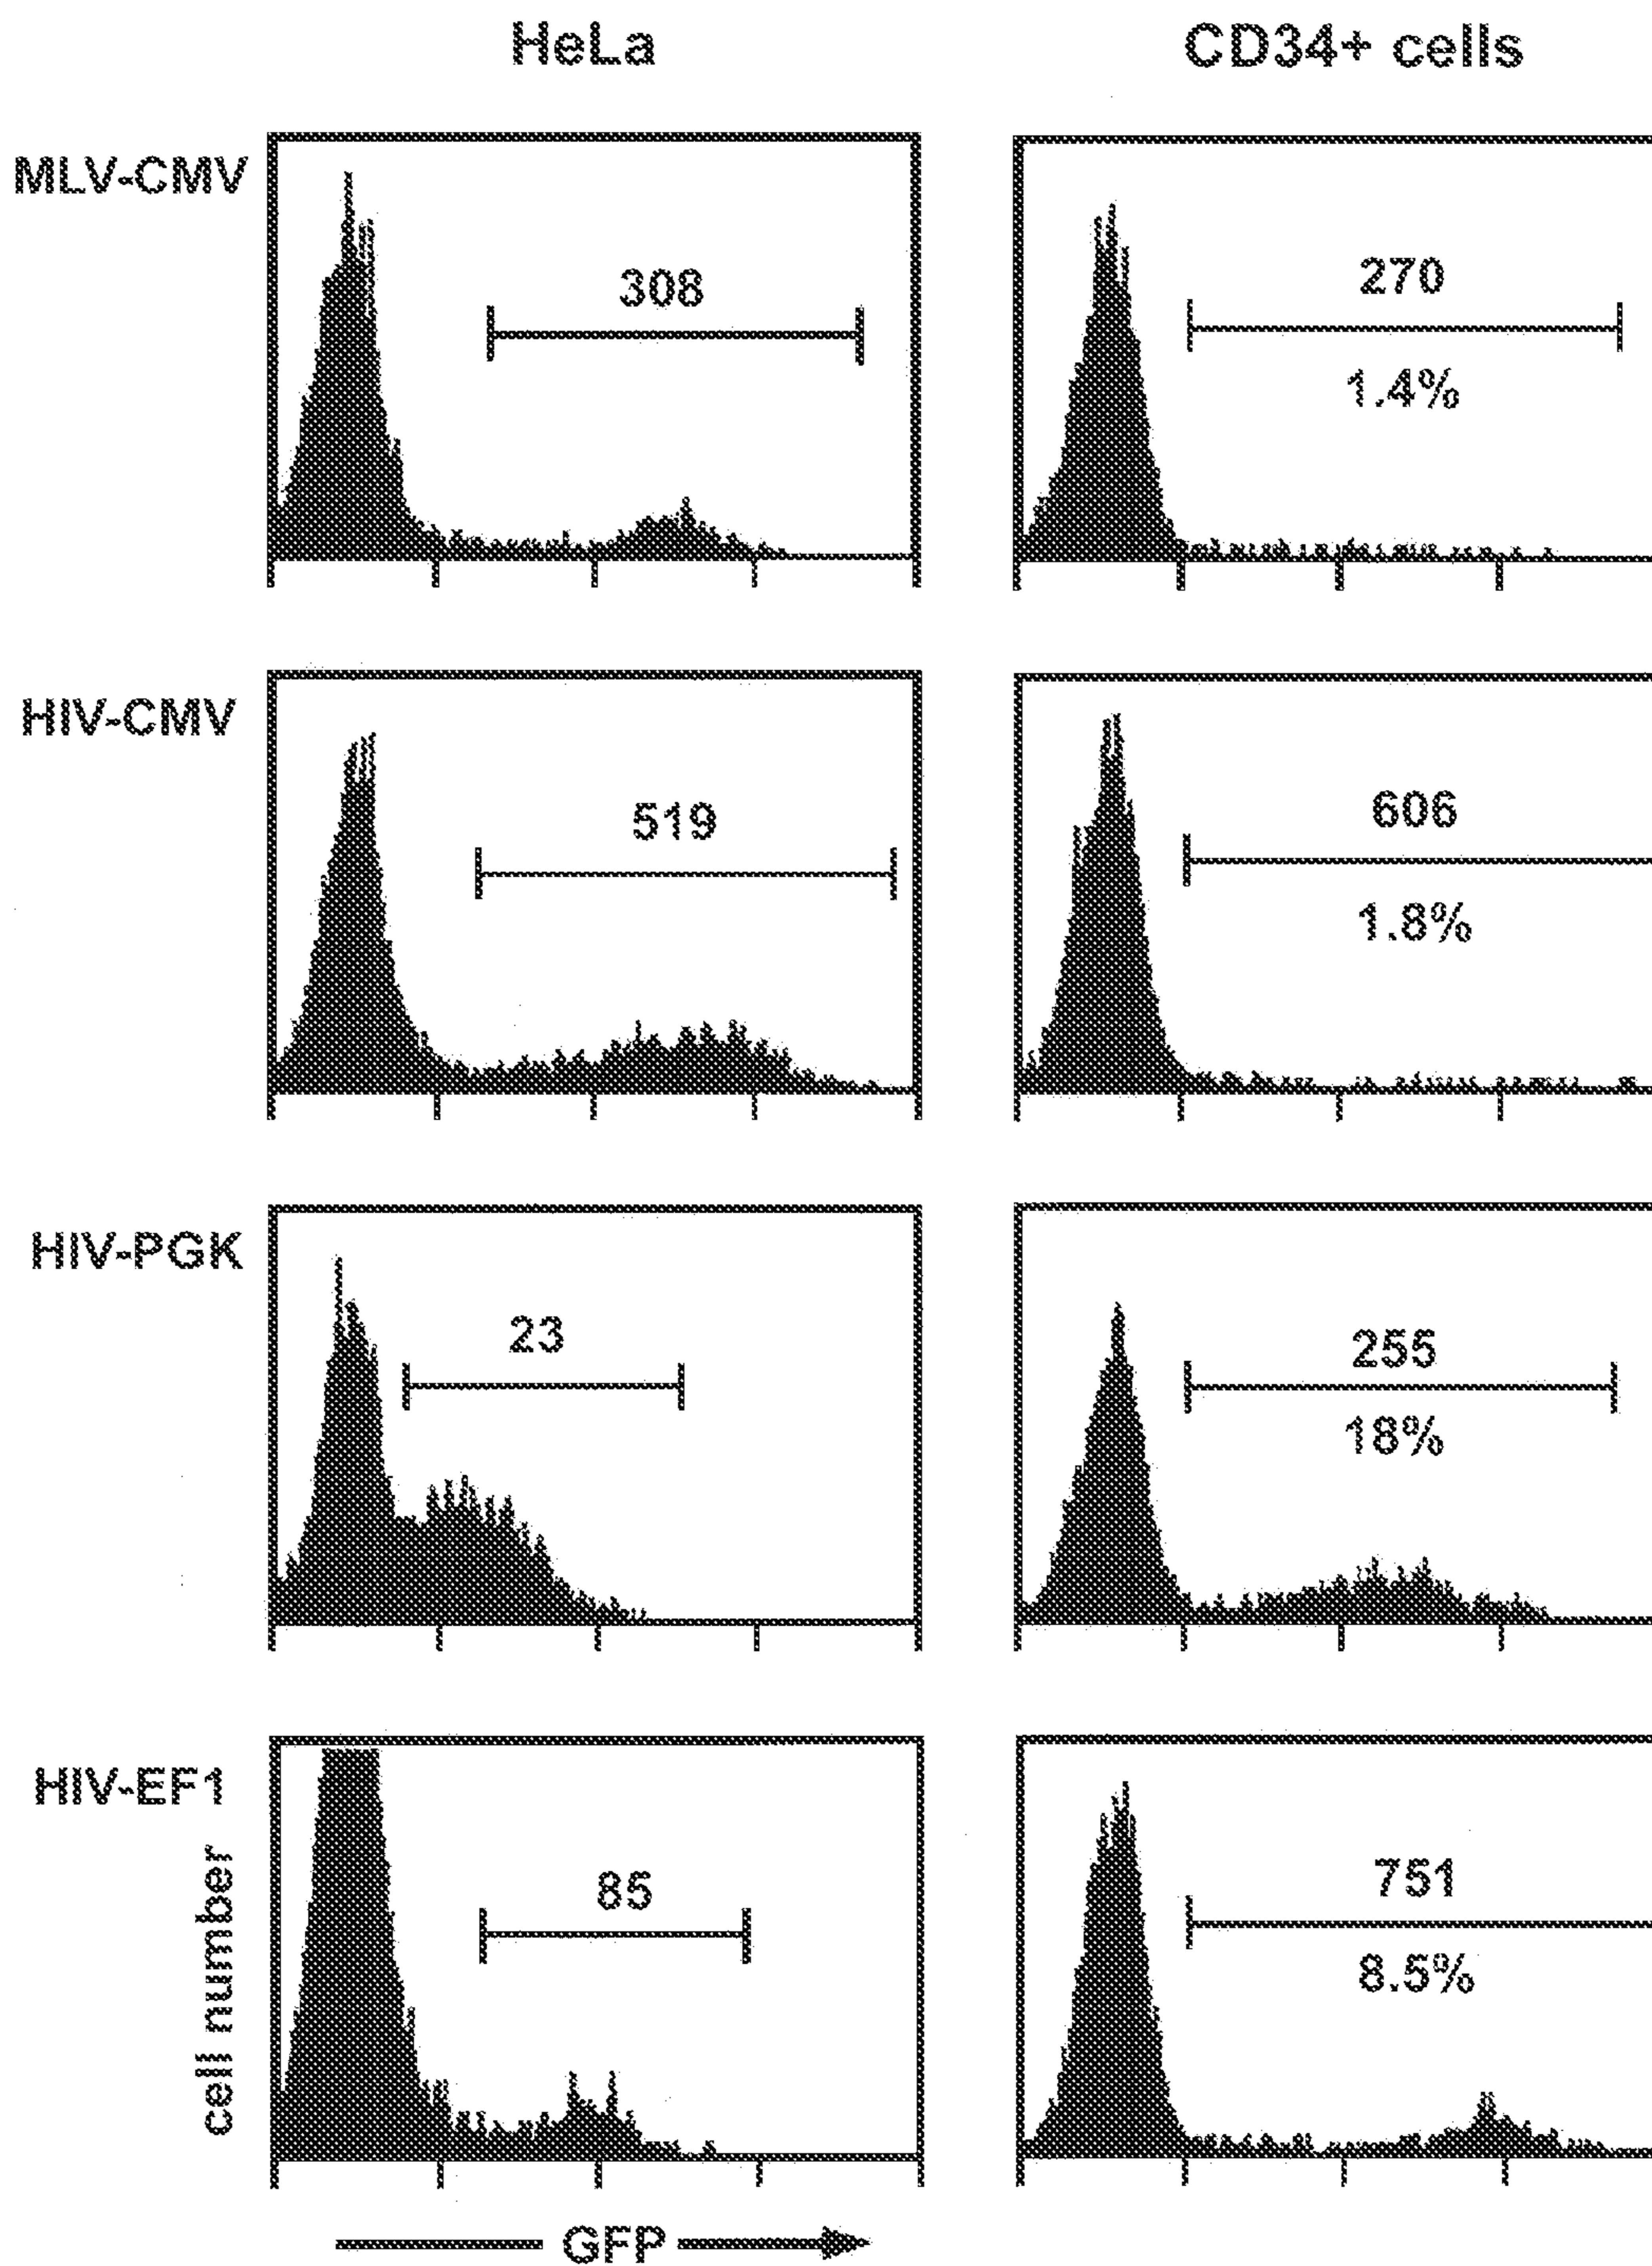 HeLa
CD34+ cells
MLV-CMV
308
270
1.4%
HIV-CMV
519
606
1.8%
HIV-PGK
23
255
18%
HIV-EF1
85
751
8.5%
cell number
GFP